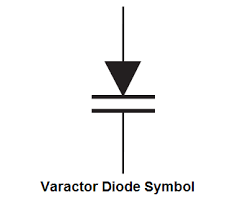 Varactor Diode Symbol